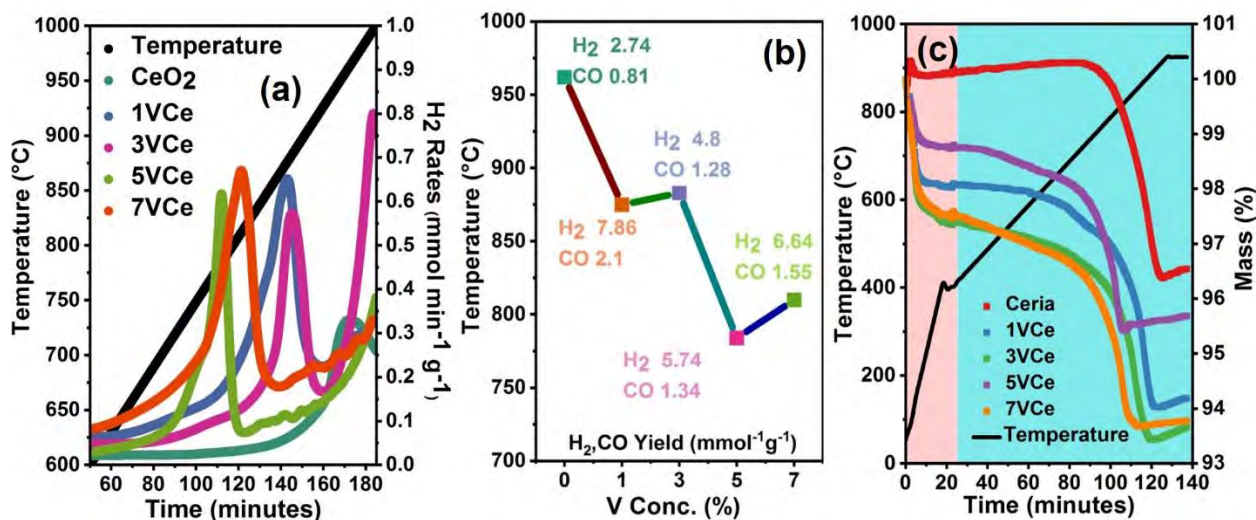 (a)
Temperature
CeO2
1VCe
3VCe
5VCe
7VCe
1000
950
900
850
800
750
700
650
600
Temperature (°C)
1.0
0.9
0.8
0.7
0.6
0.5
0.4
0.3
0.2
0.1
0.0
H2 Rates (mmol min-1 g-1)
60 80 100 120 140 160 180
Time (minutes)
(b)
H2 2.74
CO 0.81
H2 4.8
CO 1.28
H2 7.86
CO 2.1
H2 6.64
CO 1.55
H2 5.74
CO 1.34
H2,CO Yield (mmol-1g-1)
1000
950
900
850
800
750
700
Temperature (°C)
0 1 3 5 7
V Conc. (%)
(c)
1000
800
600
400
200
0
Temperature (°C)
Ceria
1VCe
3VCe
5VCe
7VCe
Temperature
101
100
99
98
97
96
95
94
93
Mass (%)
0 20 40 60 80 100 120 140
Time (minutes)